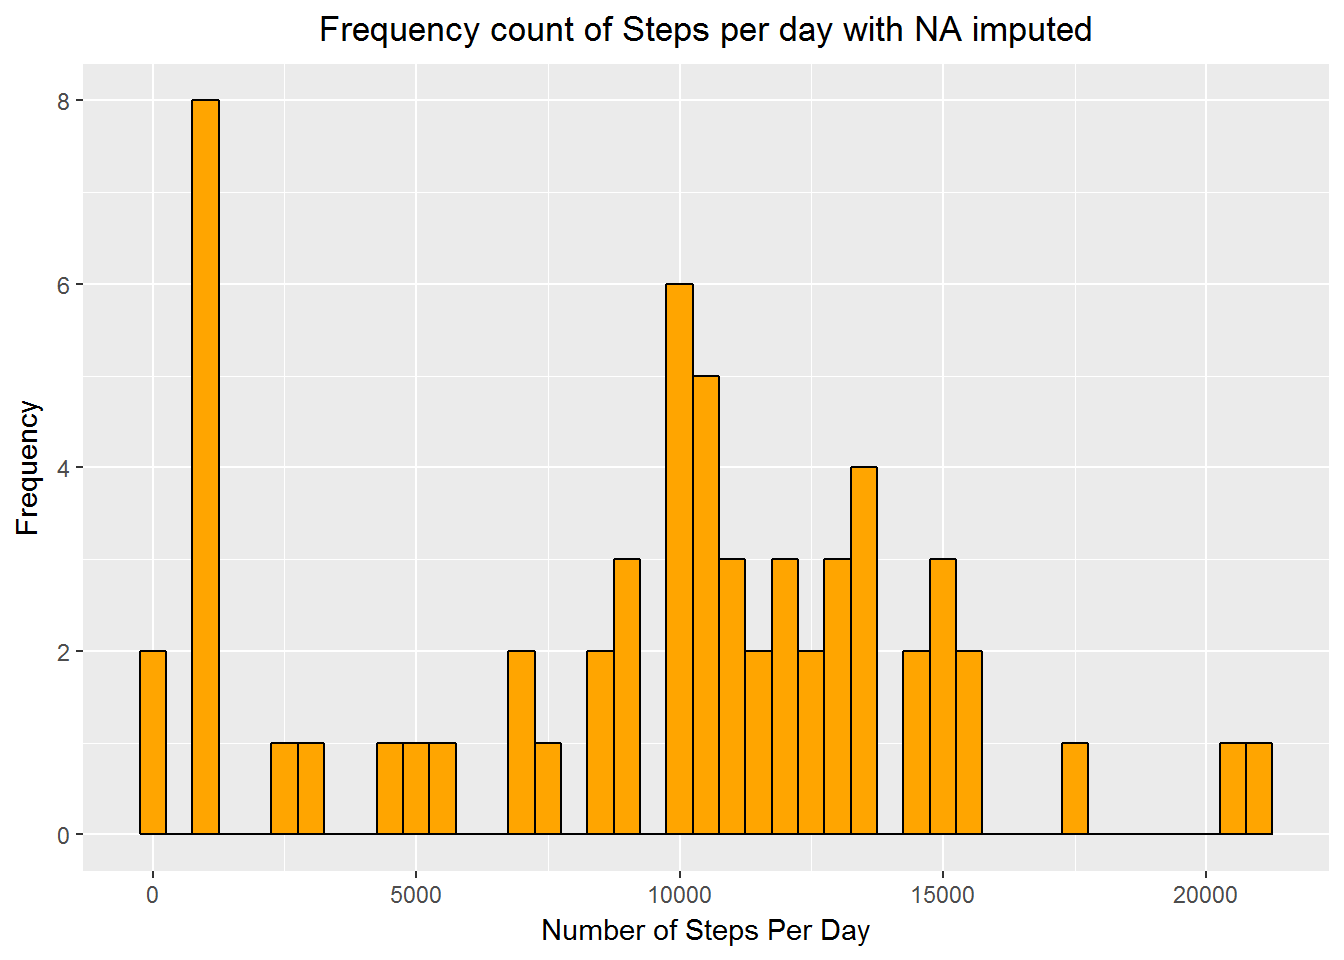 Frequency count of Steps per day with NA imputed
8
6
4
2
0
Frequency
0 5000 10000 15000 20000
Number of Steps Per Day